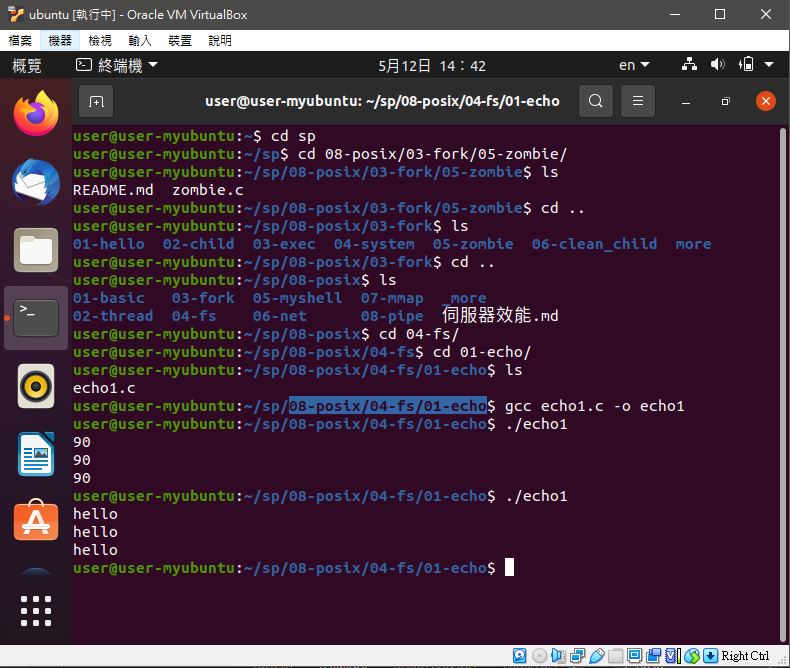 ubuntu [執行中] - Oracle VM VirtualBox
檔案 機器 檢視 輸入 裝置 說明
概覽 終端機 5月12日 14：42 en
user@user-myubuntu: ~/sp/08-posix/04-fs/01-echo
user@user-myubuntu:~$ cd sp
user@user-myubuntu:~/sp$ cd 08-posix/03-fork/05-zombie/
user@user-myubuntu:~/sp/08-posix/03-fork/05-zombie$ ls
README.md zombie.c
user@user-myubuntu:~/sp/08-posix/03-fork/05-zombie$ cd ..
user@user-myubuntu:~/sp/08-posix/03-fork$ ls
01-hello 02-child 03-exec 04-system 05-zombie 06-clean_child more
user@user-myubuntu:~/sp/08-posix/03-fork$ cd ..
user@user-myubuntu:~/sp/08-posix$ ls
01-basic 03-fork 05-myshell 07-mmap _more
02-thread 04-fs 06-net 08-pipe 伺服器效能.md
user@user-myubuntu:~/sp/08-posix$ cd 04-fs/
user@user-myubuntu:~/sp/08-posix/04-fs$ cd 01-echo/
user@user-myubuntu:~/sp/08-posix/04-fs/01-echo$ ls
echo1.c
user@user-myubuntu:~/sp/08-posix/04-fs/01-echo$ gcc echo1.c -o echo1
user@user-myubuntu:~/sp/08-posix/04-fs/01-echo$ ./echo1
90
90
90
user@user-myubuntu:~/sp/08-posix/04-fs/01-echo$ ./echo1
hello
hello
hello
user@user-myubuntu:~/sp/08-posix/04-fs/01-echo$
Right Ctrl